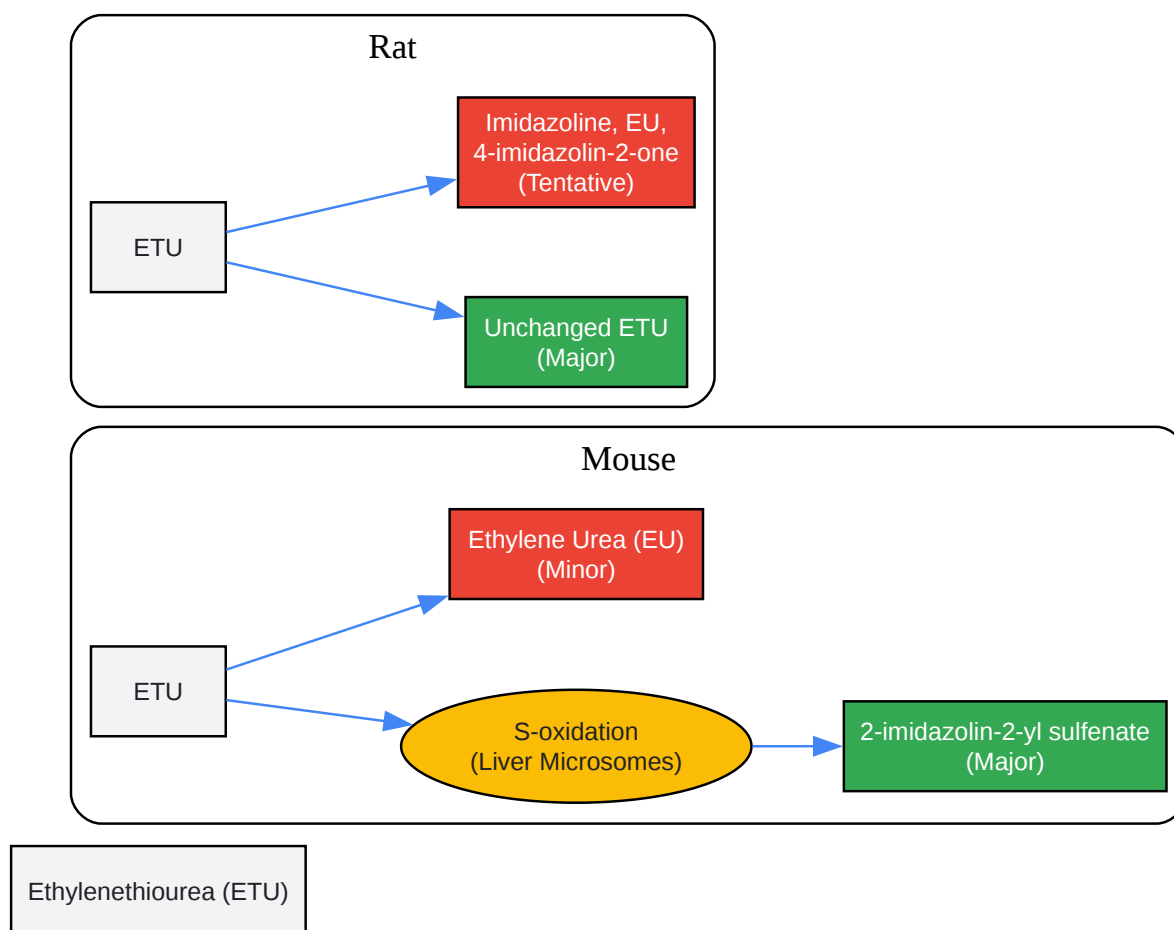 Rat
Imidazoline, EU,
4-imidazolin-2-one
(Tentative)
ETU
Unchanged ETU
(Major)
Mouse
Ethylene Urea (EU)
(Minor)
ETU
S-oxidation
(Liver Microsomes)
2-imidazolin-2-yl sulfenate
(Major)
Ethylenethiourea (ETU)